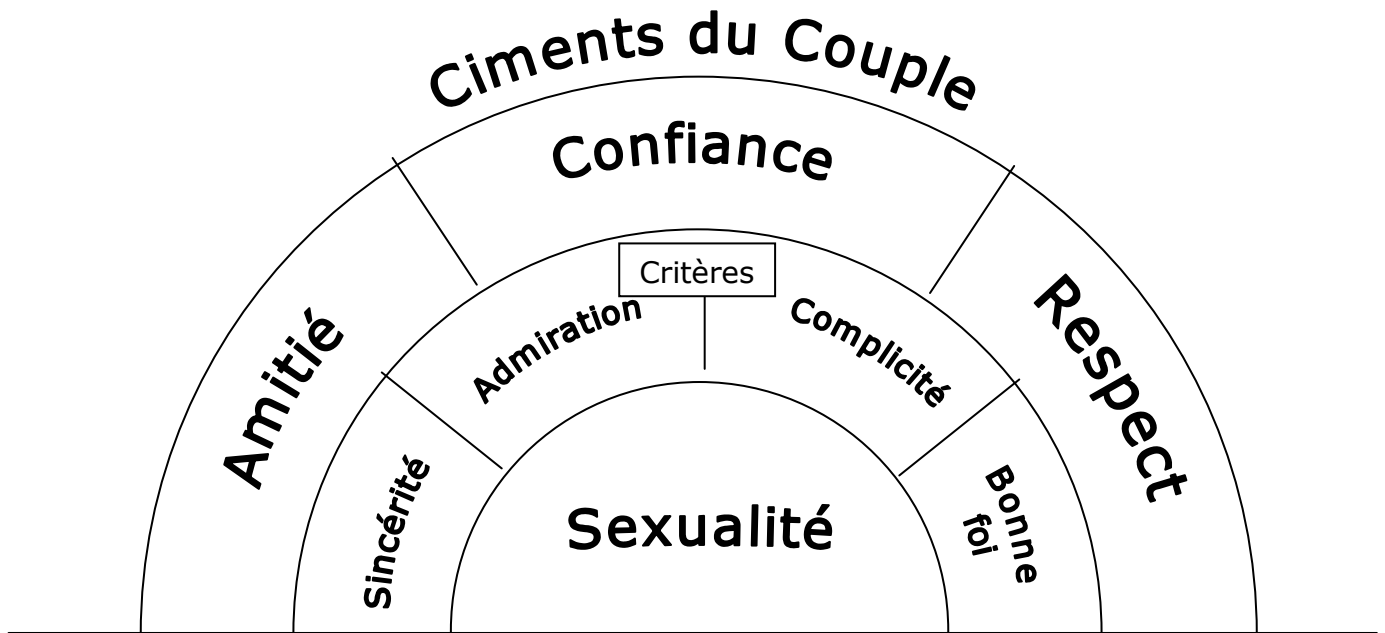 Ciments du Couple
Confiance
Amitié
Respect
Critères
Admiration
Complicité
Sincérité
Bonne
foi
Sexualité